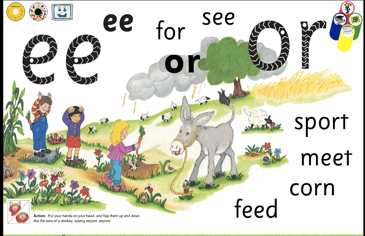 ee ee for see or or
sport
meet
corn
feed
Action: Put your hands on your head, and flap them up and down
like the ears of a donkey, saying eeyore, eeyore.